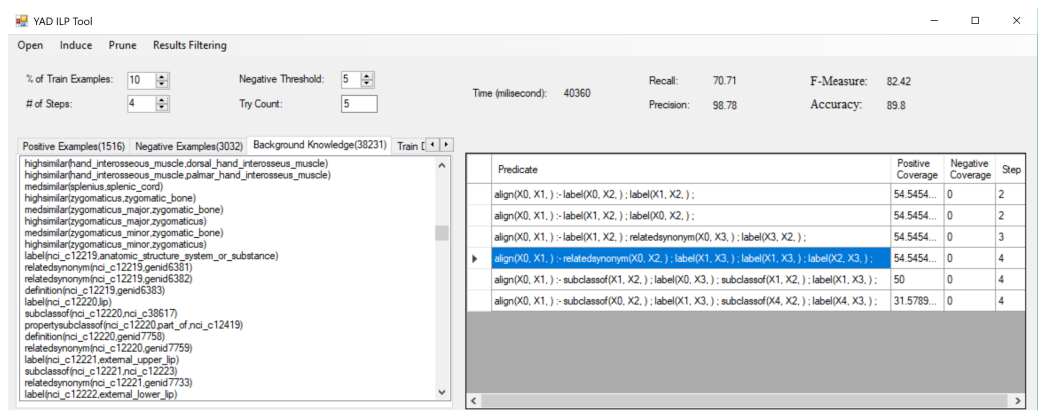 YAD ILP Tool
Open Induce Prune Results Filtering
% of Train Examples: 10 Negative Threshold: 5
# of Steps: 4 Try Count: 5
Time (milisecond): 40360
Recall: 70.71 F-Measure: 82.42
Precision: 98.78 Accuracy: 89.8
Positive Examples(1516) Negative Examples(3032) Background Knowledge(38231) Train D
highsimilar(hand_interosseous_muscle,dorsal_hand_interosseus_muscle)
highsimilar(hand_interosseous_muscle,palmar_hand_interosseus_muscle)
medsimilar(splenius,splenic_cord)
highsimilar(zygomaticus,zygomatic_bone)
medsimilar(zygomaticus_major,zygomatic_bone)
highsimilar(zygomaticus_major,zygomaticus)
medsimilar(zygomaticus_minor,zygomatic_bone)
highsimilar(zygomaticus_minor,zygomaticus)
label(nci_c12219,anatomic_structure_system_or_substance)
relatedsynonym(nci_c12219,genid6381)
relatedsynonym(nci_c12219,genid6382)
definition(nci_c12219,genid6383)
label(nci_c12220,lip)
subclassof(nci_c12220,nci_c38617)
propertysubclassof(nci_c12220,part_of,nci_c12419)
definition(nci_c12220,genid7758)
relatedsynonym(nci_c12220,genid7759)
label(nci_c12221,external_upper_lip)
subclassof(nci_c12221,nci_c12223)
relatedsynonym(nci_c12221,genid7733)
label(nci_c12222,external_lower_lip)
Predicate Positive Coverage Negative Coverage Step
align(X0, X1, ) :- label(X0, X2, ) ; label(X1, X2, ) ; 54.5454... 0 2
align(X0, X1, ) :- label(X1, X2, ) ; label(X0, X2, ) ; 54.5454... 0 2
align(X0, X1, ) :- label(X1, X2, ) ; relatedsynonym(X0, X3, ) ; label(X3, X2, ) ; 54.5454... 0 3
align(X0, X1, ) :- relatedsynonym(X0, X2, ) ; label(X1, X3, ) ; label(X1, X3, ) ; label(X2, X3, ) ; 54.5454... 0 4
align(X0, X1, ) :- subclassof(X1, X2, ) ; label(X0, X3, ) ; subclassof(X1, X2, ) ; label(X1, X3, ) ; 50 0 4
align(X0, X1, ) :- subclassof(X0, X2, ) ; label(X1, X3, ) ; subclassof(X4, X2, ) ; label(X4, X3, ) ; 31.5789... 0 4